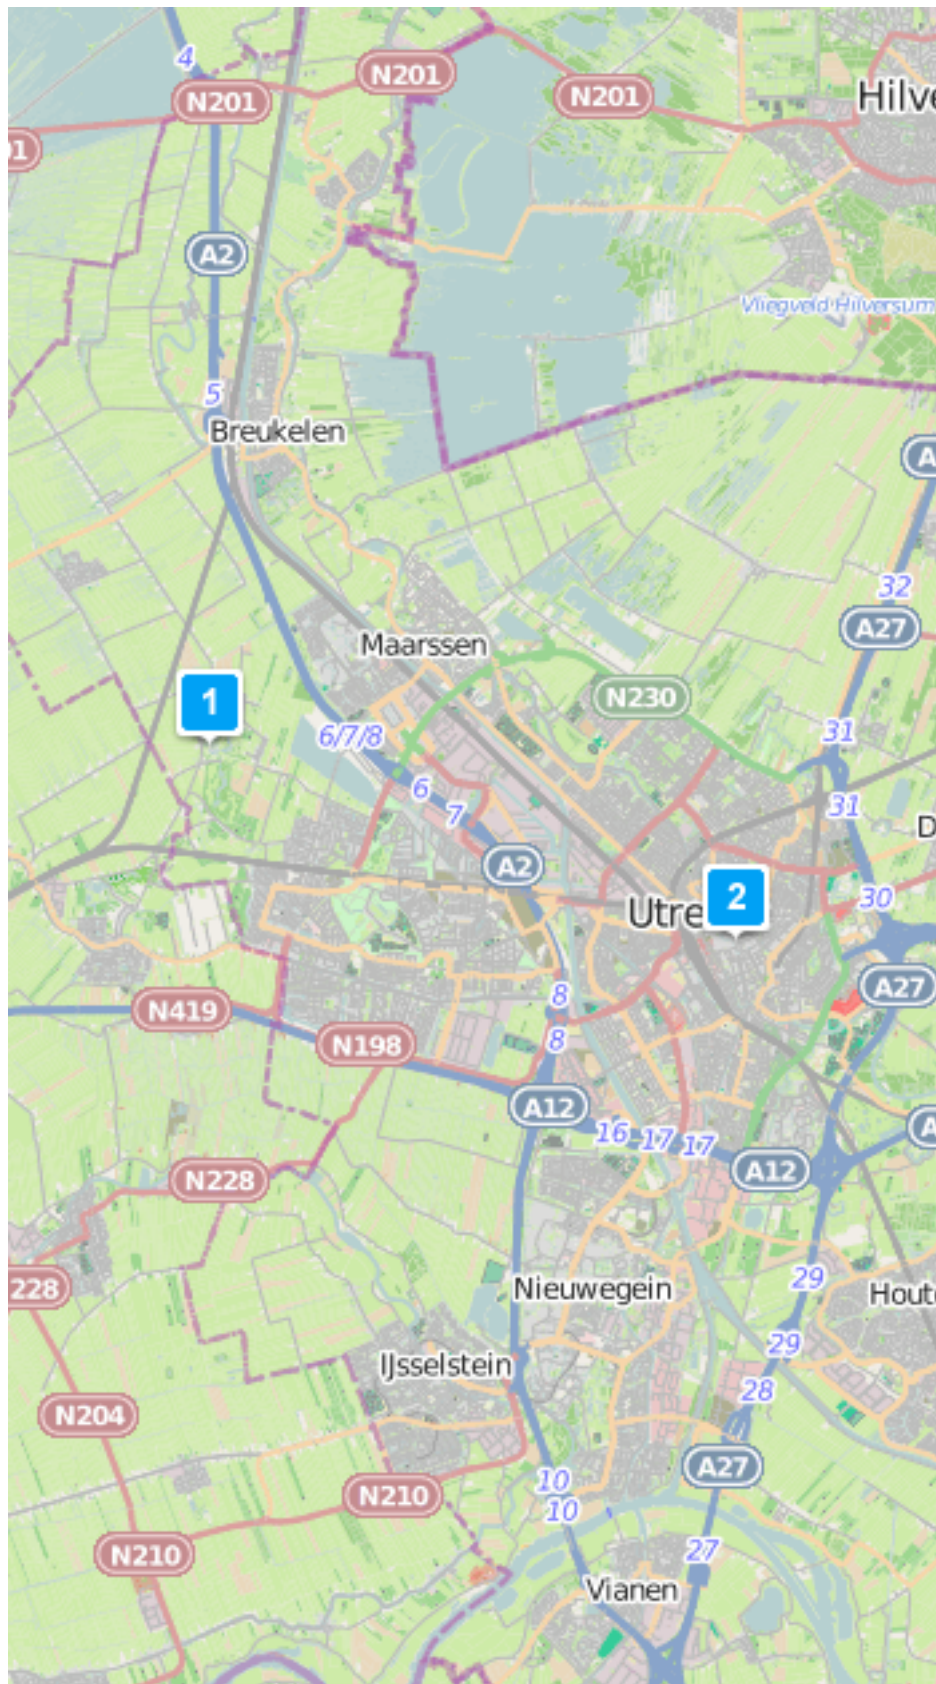 4
N201
N201
N201
Hilve
01
A2
Vliegveld Hilversum
5
Breukelen
A
32
A27
Maarssen
N230
1
6/7/8
31
6
7
31
D
A2
2
Utre
30
8
A27
N419
8
N198
A12
A
16
17
17
A12
N228
29
228
Nieuwegein
Hout
29
IJsselstein
28
N204
A27
10
N210
10
N210
27
Vianen